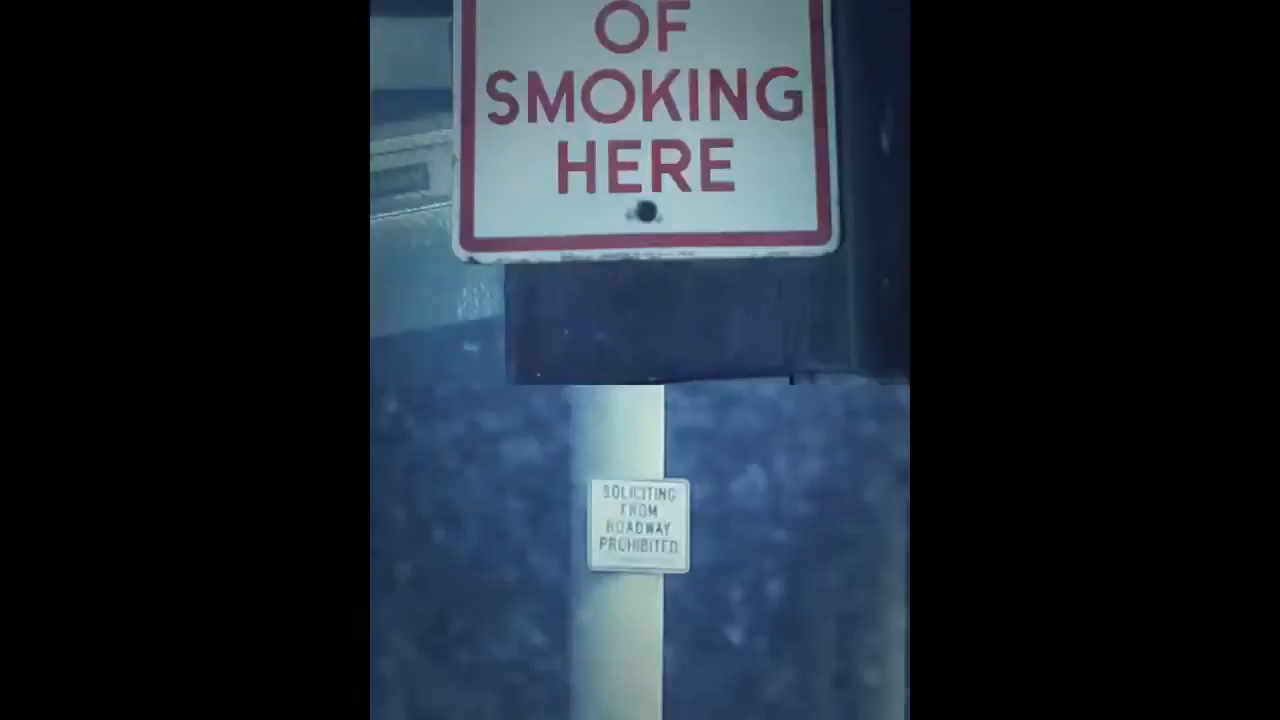 OF
SMOKING
HERE
SOLICITING
FROM
ROADWAY
PROHIBITED